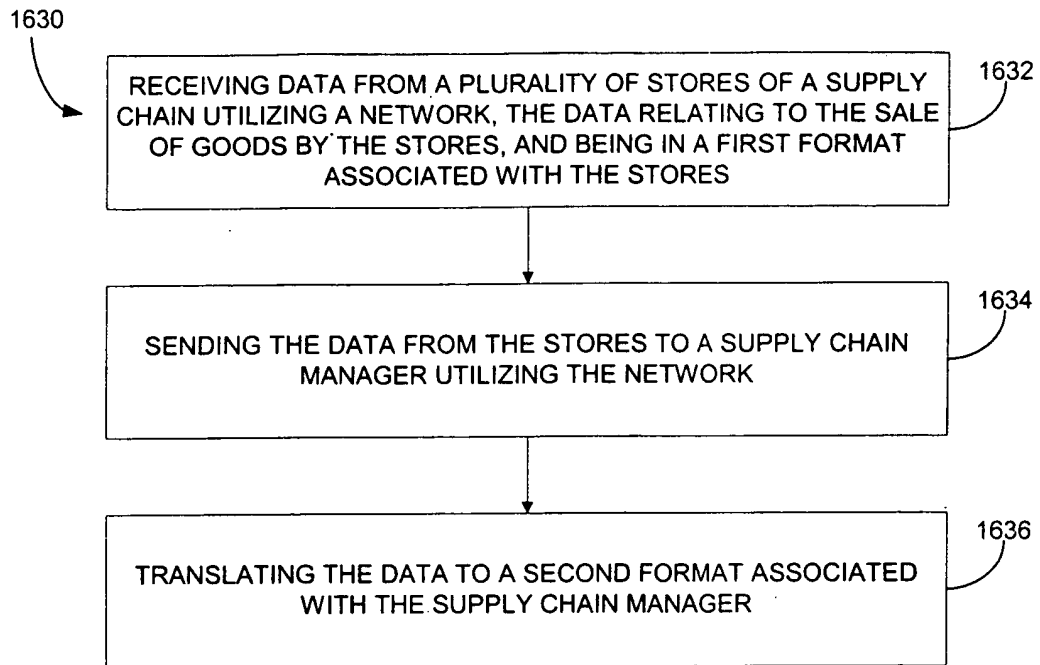 1630
RECEIVING DATA FROM A PLURALITY OF STORES OF A SUPPLY
CHAIN UTILIZING A NETWORK, THE DATA RELATING TO THE SALE
OF GOODS BY THE STORES, AND BEING IN A FIRST FORMAT
ASSOCIATED WITH THE STORES
1632
SENDING THE DATA FROM THE STORES TO A SUPPLY CHAIN
MANAGER UTILIZING THE NETWORK
1634
TRANSLATING THE DATA TO A SECOND FORMAT ASSOCIATED
WITH THE SUPPLY CHAIN MANAGER
1636